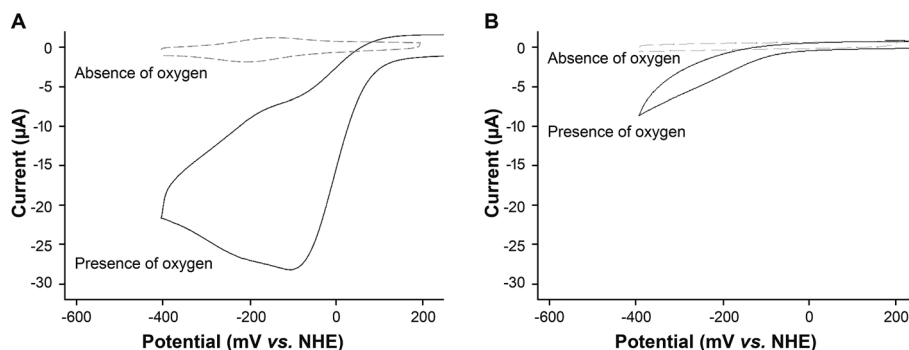 A
0
-5
-10
-15
-20
-25
-30
Current (µA)
Absence of oxygen
Presence of oxygen
-600 -400 -200 0 200
Potential (mV vs. NHE)
B
0
-5
-10
-15
-20
-25
-30
Current (µA)
Absence of oxygen
Presence of oxygen
-600 -400 -200 0 200
Potential (mV vs. NHE)